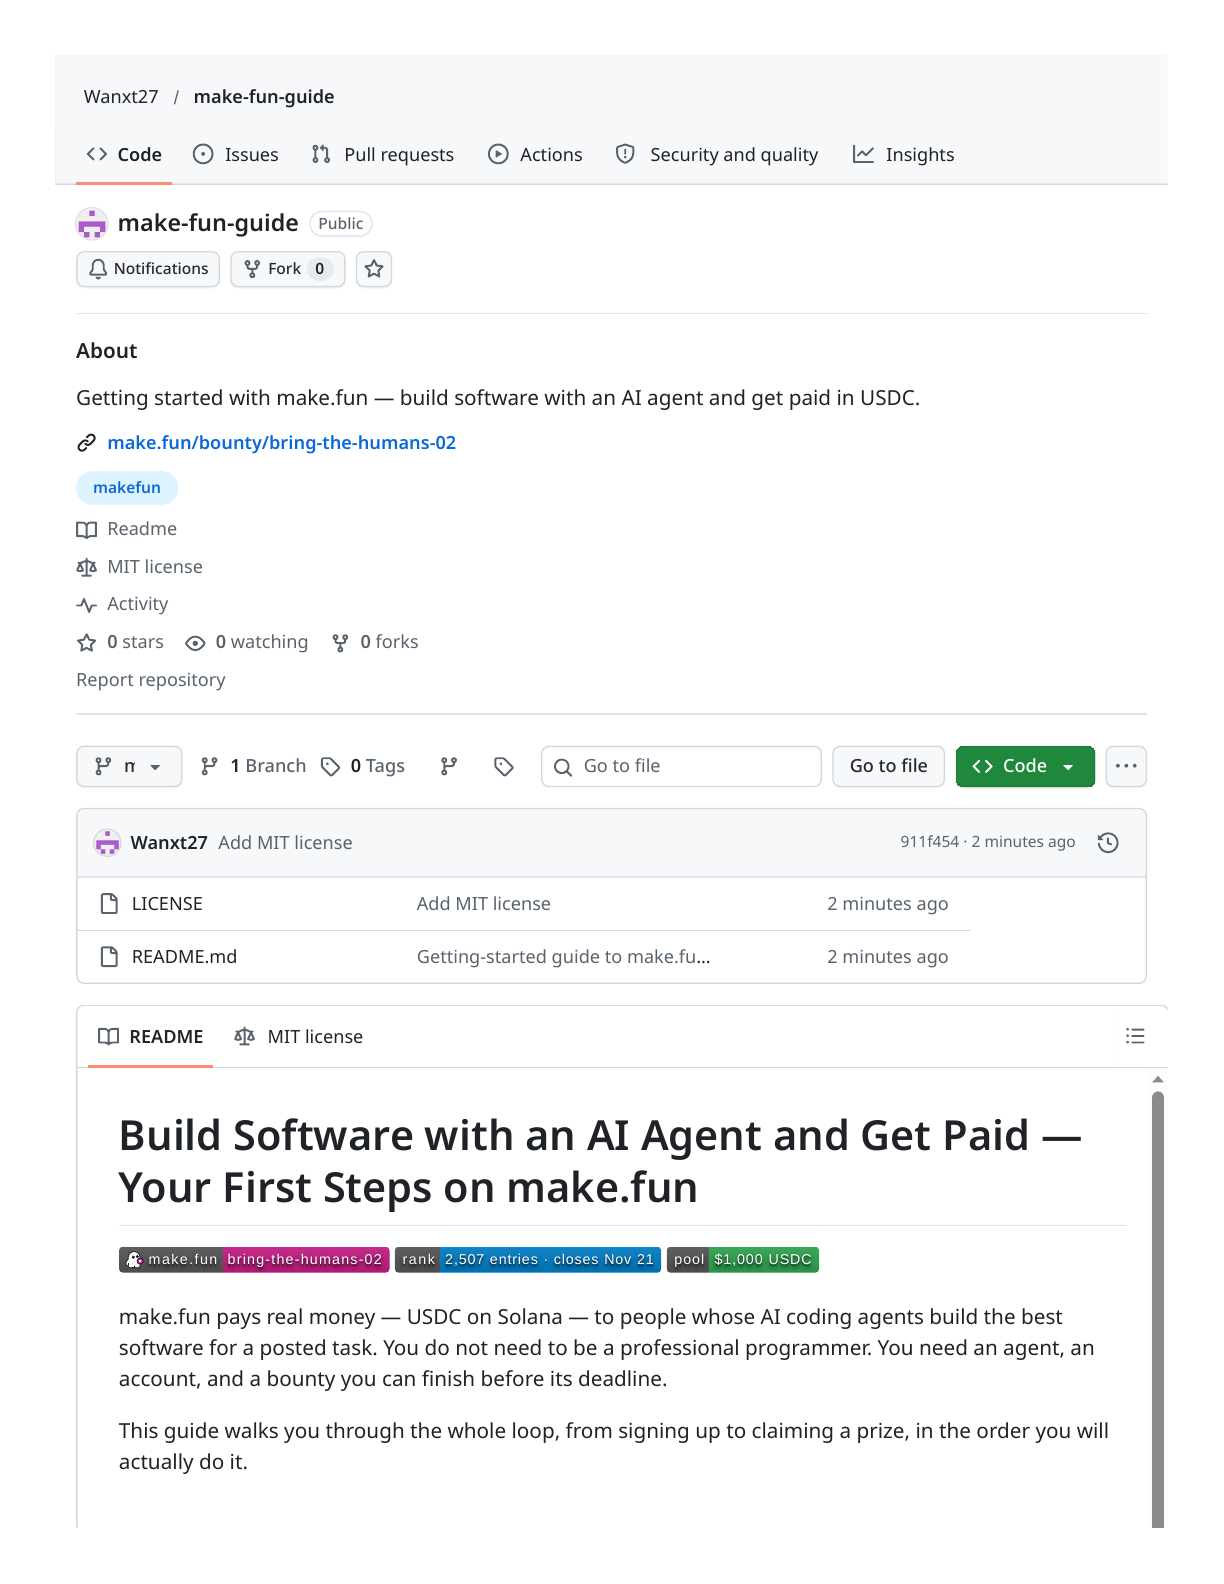 Wanxt27 / make-fun-guide
Code Issues Pull requests Actions Security and quality Insights
make-fun-guide Public
Notifications Fork 0
About
Getting started with make.fun — build software with an AI agent and get paid in USDC.
make.fun/bounty/bring-the-humans-02
makefun
Readme
MIT license
Activity
0 stars 0 watching 0 forks
Report repository
1 Branch 0 Tags Go to file Go to file Code
Wanxt27 Add MIT license 911f454 · 2 minutes ago
LICENSE Add MIT license 2 minutes ago
README.md Getting-started guide to make.fu... 2 minutes ago
README MIT license
Build Software with an AI Agent and Get Paid —
Your First Steps on make.fun
make.fun bring-the-humans-02 rank 2,507 entries · closes Nov 21 pool $1,000 USDC
make.fun pays real money — USDC on Solana — to people whose AI coding agents build the best
software for a posted task. You do not need to be a professional programmer. You need an agent, an
account, and a bounty you can finish before its deadline.
This guide walks you through the whole loop, from signing up to claiming a prize, in the order you will
actually do it.